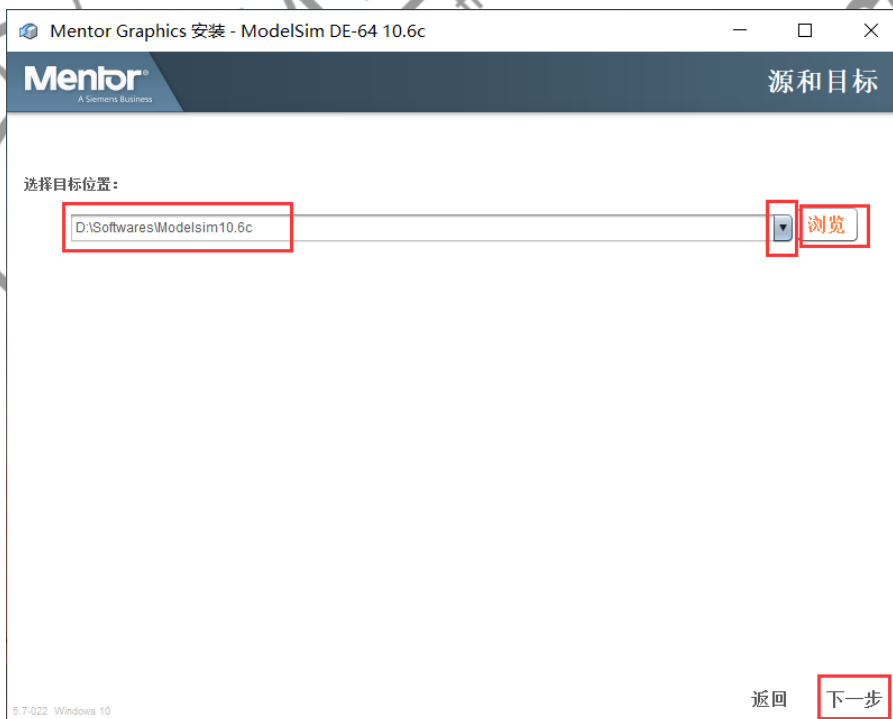 Mentor Graphics 安装 - ModelSim DE-64 10.6c
Mentor®
A Siemens Business
源和目标
选择目标位置：
D:\Softwares\Modelsim10.6c
浏览
返回
下一步
5.7-022 Windows 10